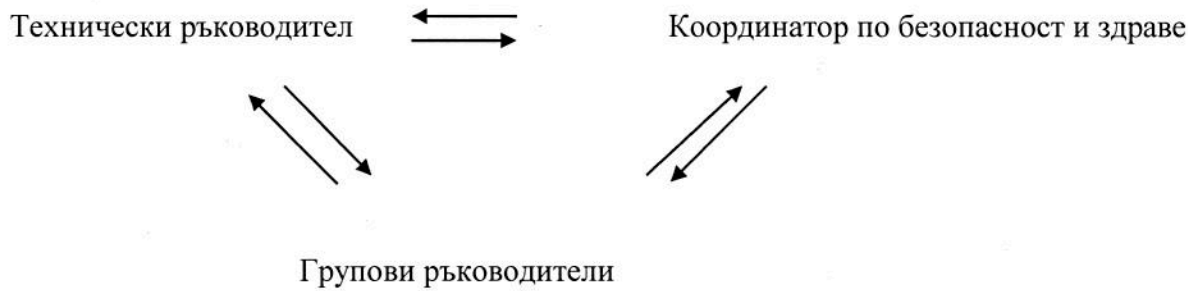 Технически ръководител
Координатор по безопасност и здраве
Групови ръководители